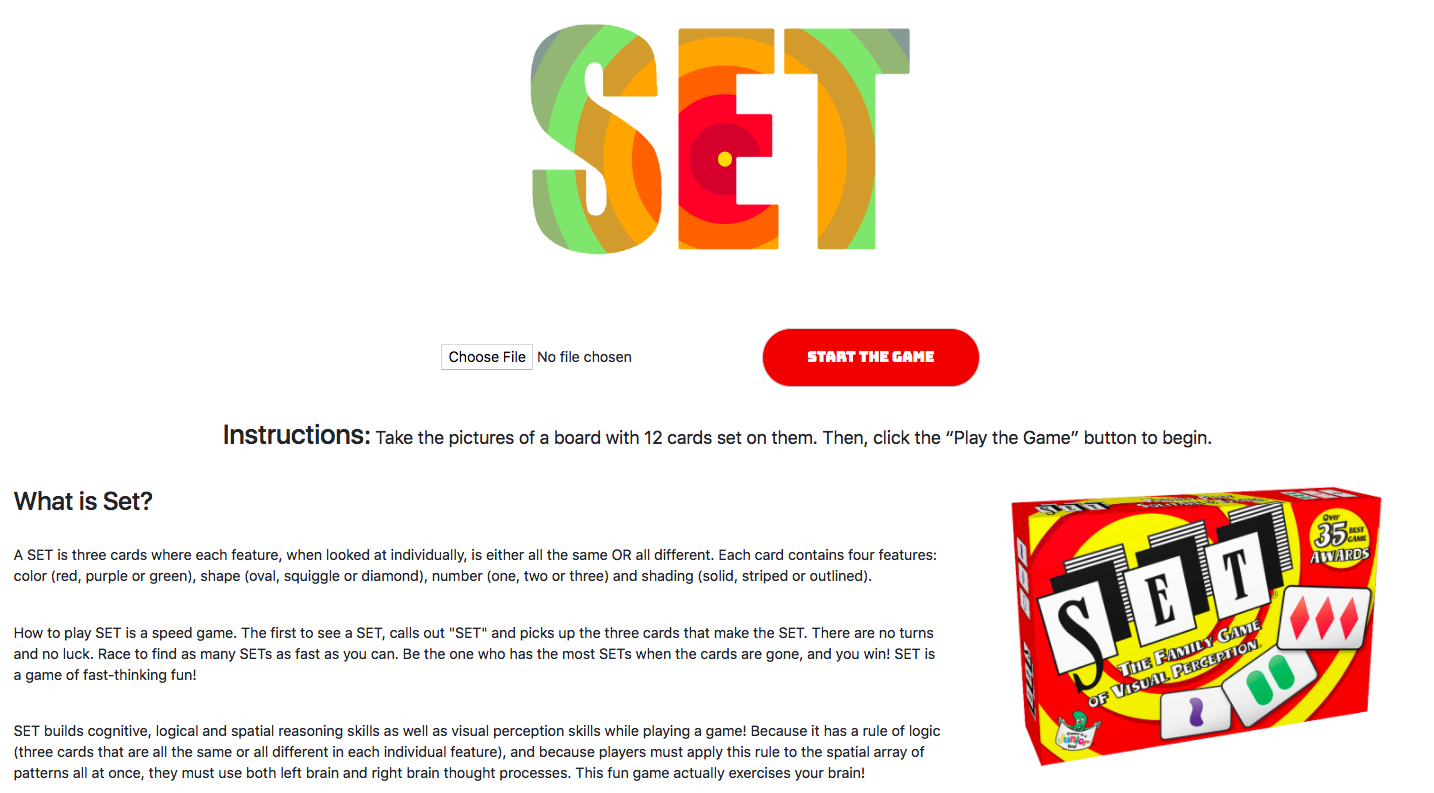 SET
Choose File No file chosen
START THE GAME
Instructions: Take the pictures of a board with 12 cards set on them. Then, click the “Play the Game” button to begin.
What is Set?
A SET is three cards where each feature, when looked at individually, is either all the same OR all different. Each card contains four features:
color (red, purple or green), shape (oval, squiggle or diamond), number (one, two or three) and shading (solid, striped or outlined).
How to play SET is a speed game. The first to see a SET, calls out "SET" and picks up the three cards that make the SET. There are no turns
and no luck. Race to find as many SETs as fast as you can. Be the one who has the most SETs when the cards are gone, and you win! SET is
a game of fast-thinking fun!
SET builds cognitive, logical and spatial reasoning skills as well as visual perception skills while playing a game! Because it has a rule of logic
(three cards that are all the same or all different in each individual feature), and because players must apply this rule to the spatial array of
patterns all at once, they must use both left brain and right brain thought processes. This fun game actually exercises your brain!
SET
Over
35 BEST
GAME
AWARDS
SET®
THE FAMILY GAME
OF VISUAL PERCEPTION
Junior